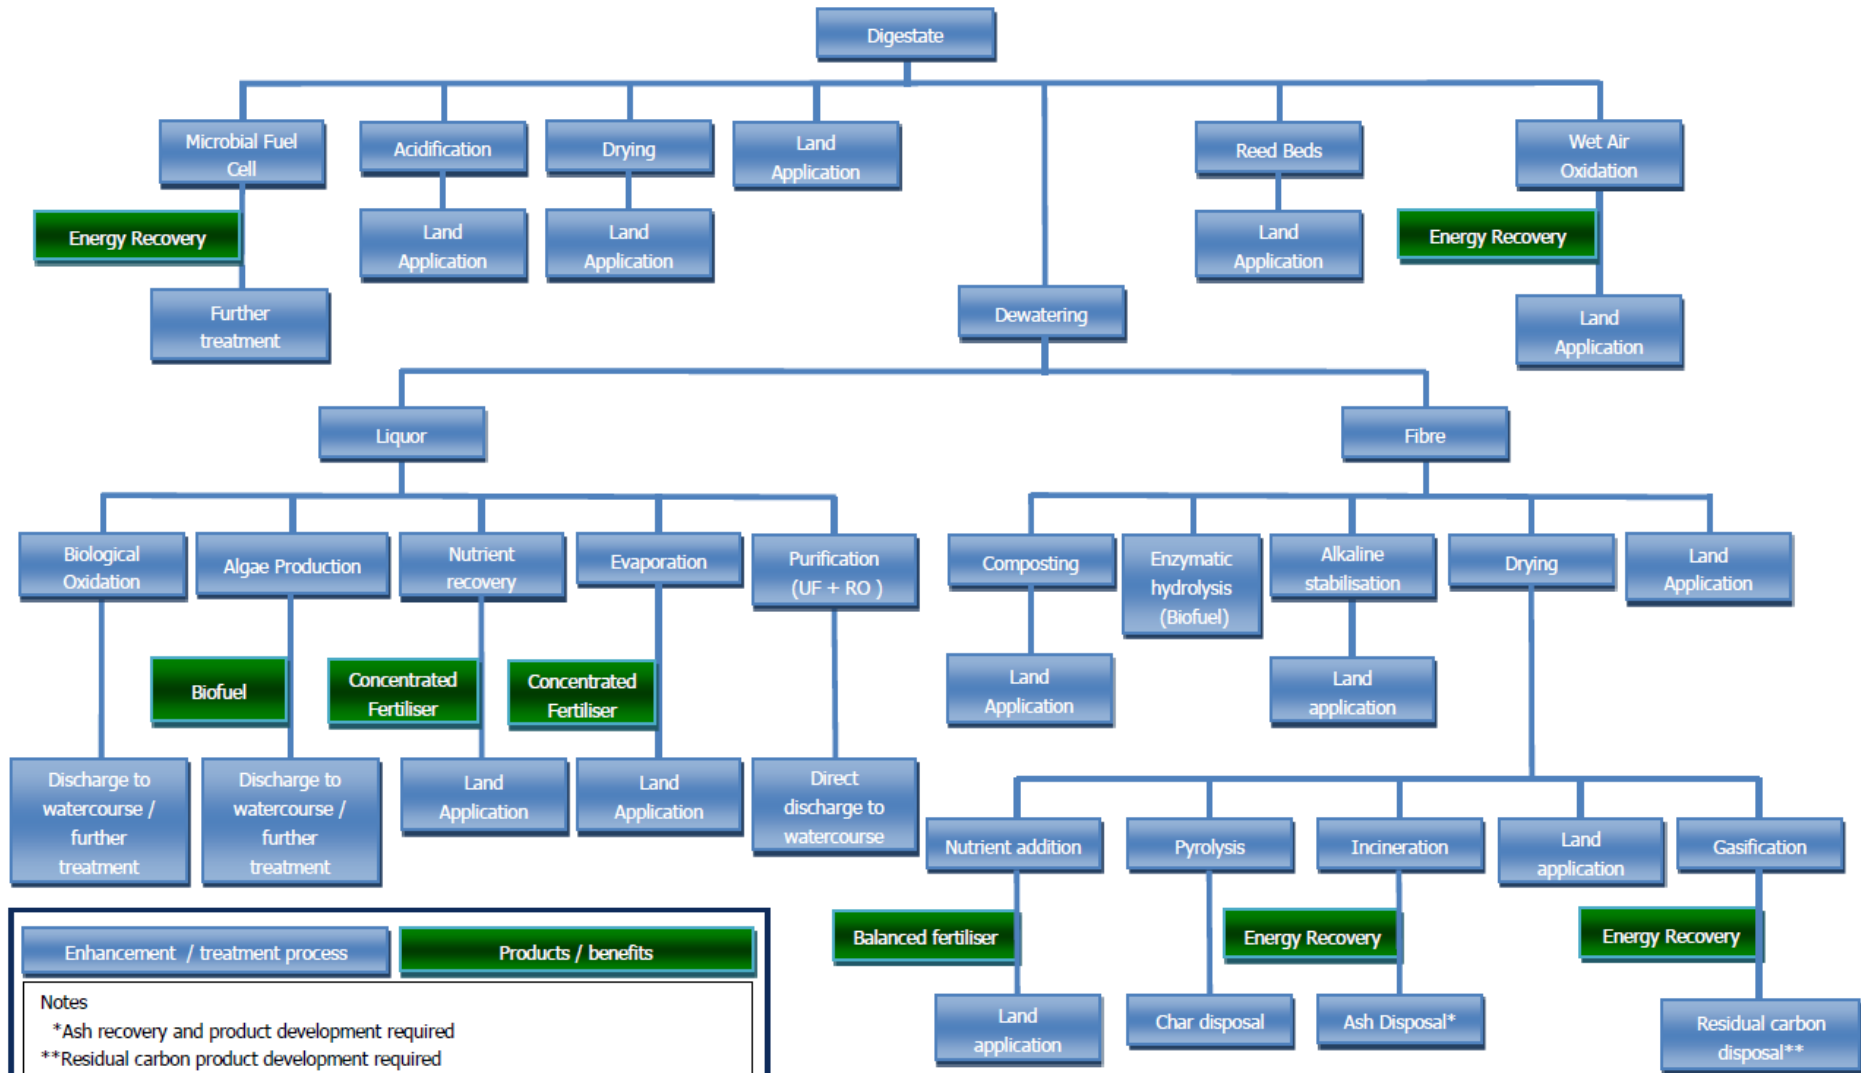 Digestate
Microbial Fuel
Cell
Acidification
Drying
Land
Application
Reed Beds
Wet Air
Oxidation
Energy Recovery
Land
Application
Land
Application
Land
Application
Energy Recovery
Further
treatment
Dewatering
Land
Application
Liquor
Fibre
Biological
Oxidation
Algae Production
Nutrient
recovery
Evaporation
Purification
(UF + RO )
Composting
Enzymatic
hydrolysis
(Biofuel)
Alkaline
stabilisation
Drying
Land
Application
Biofuel
Concentrated
Fertiliser
Concentrated
Fertiliser
Land
Application
Land
application
Discharge to
watercourse /
further
treatment
Discharge to
watercourse /
further
treatment
Land
Application
Land
Application
Direct
discharge to
watercourse
Nutrient addition
Pyrolysis
Incineration
Land
application
Gasification
Balanced fertiliser
Energy Recovery
Energy Recovery
Land
application
Char disposal
Ash Disposal*
Residual carbon
disposal**
Enhancement / treatment process
Products / benefits
Notes
*Ash recovery and product development required
**Residual carbon product development required